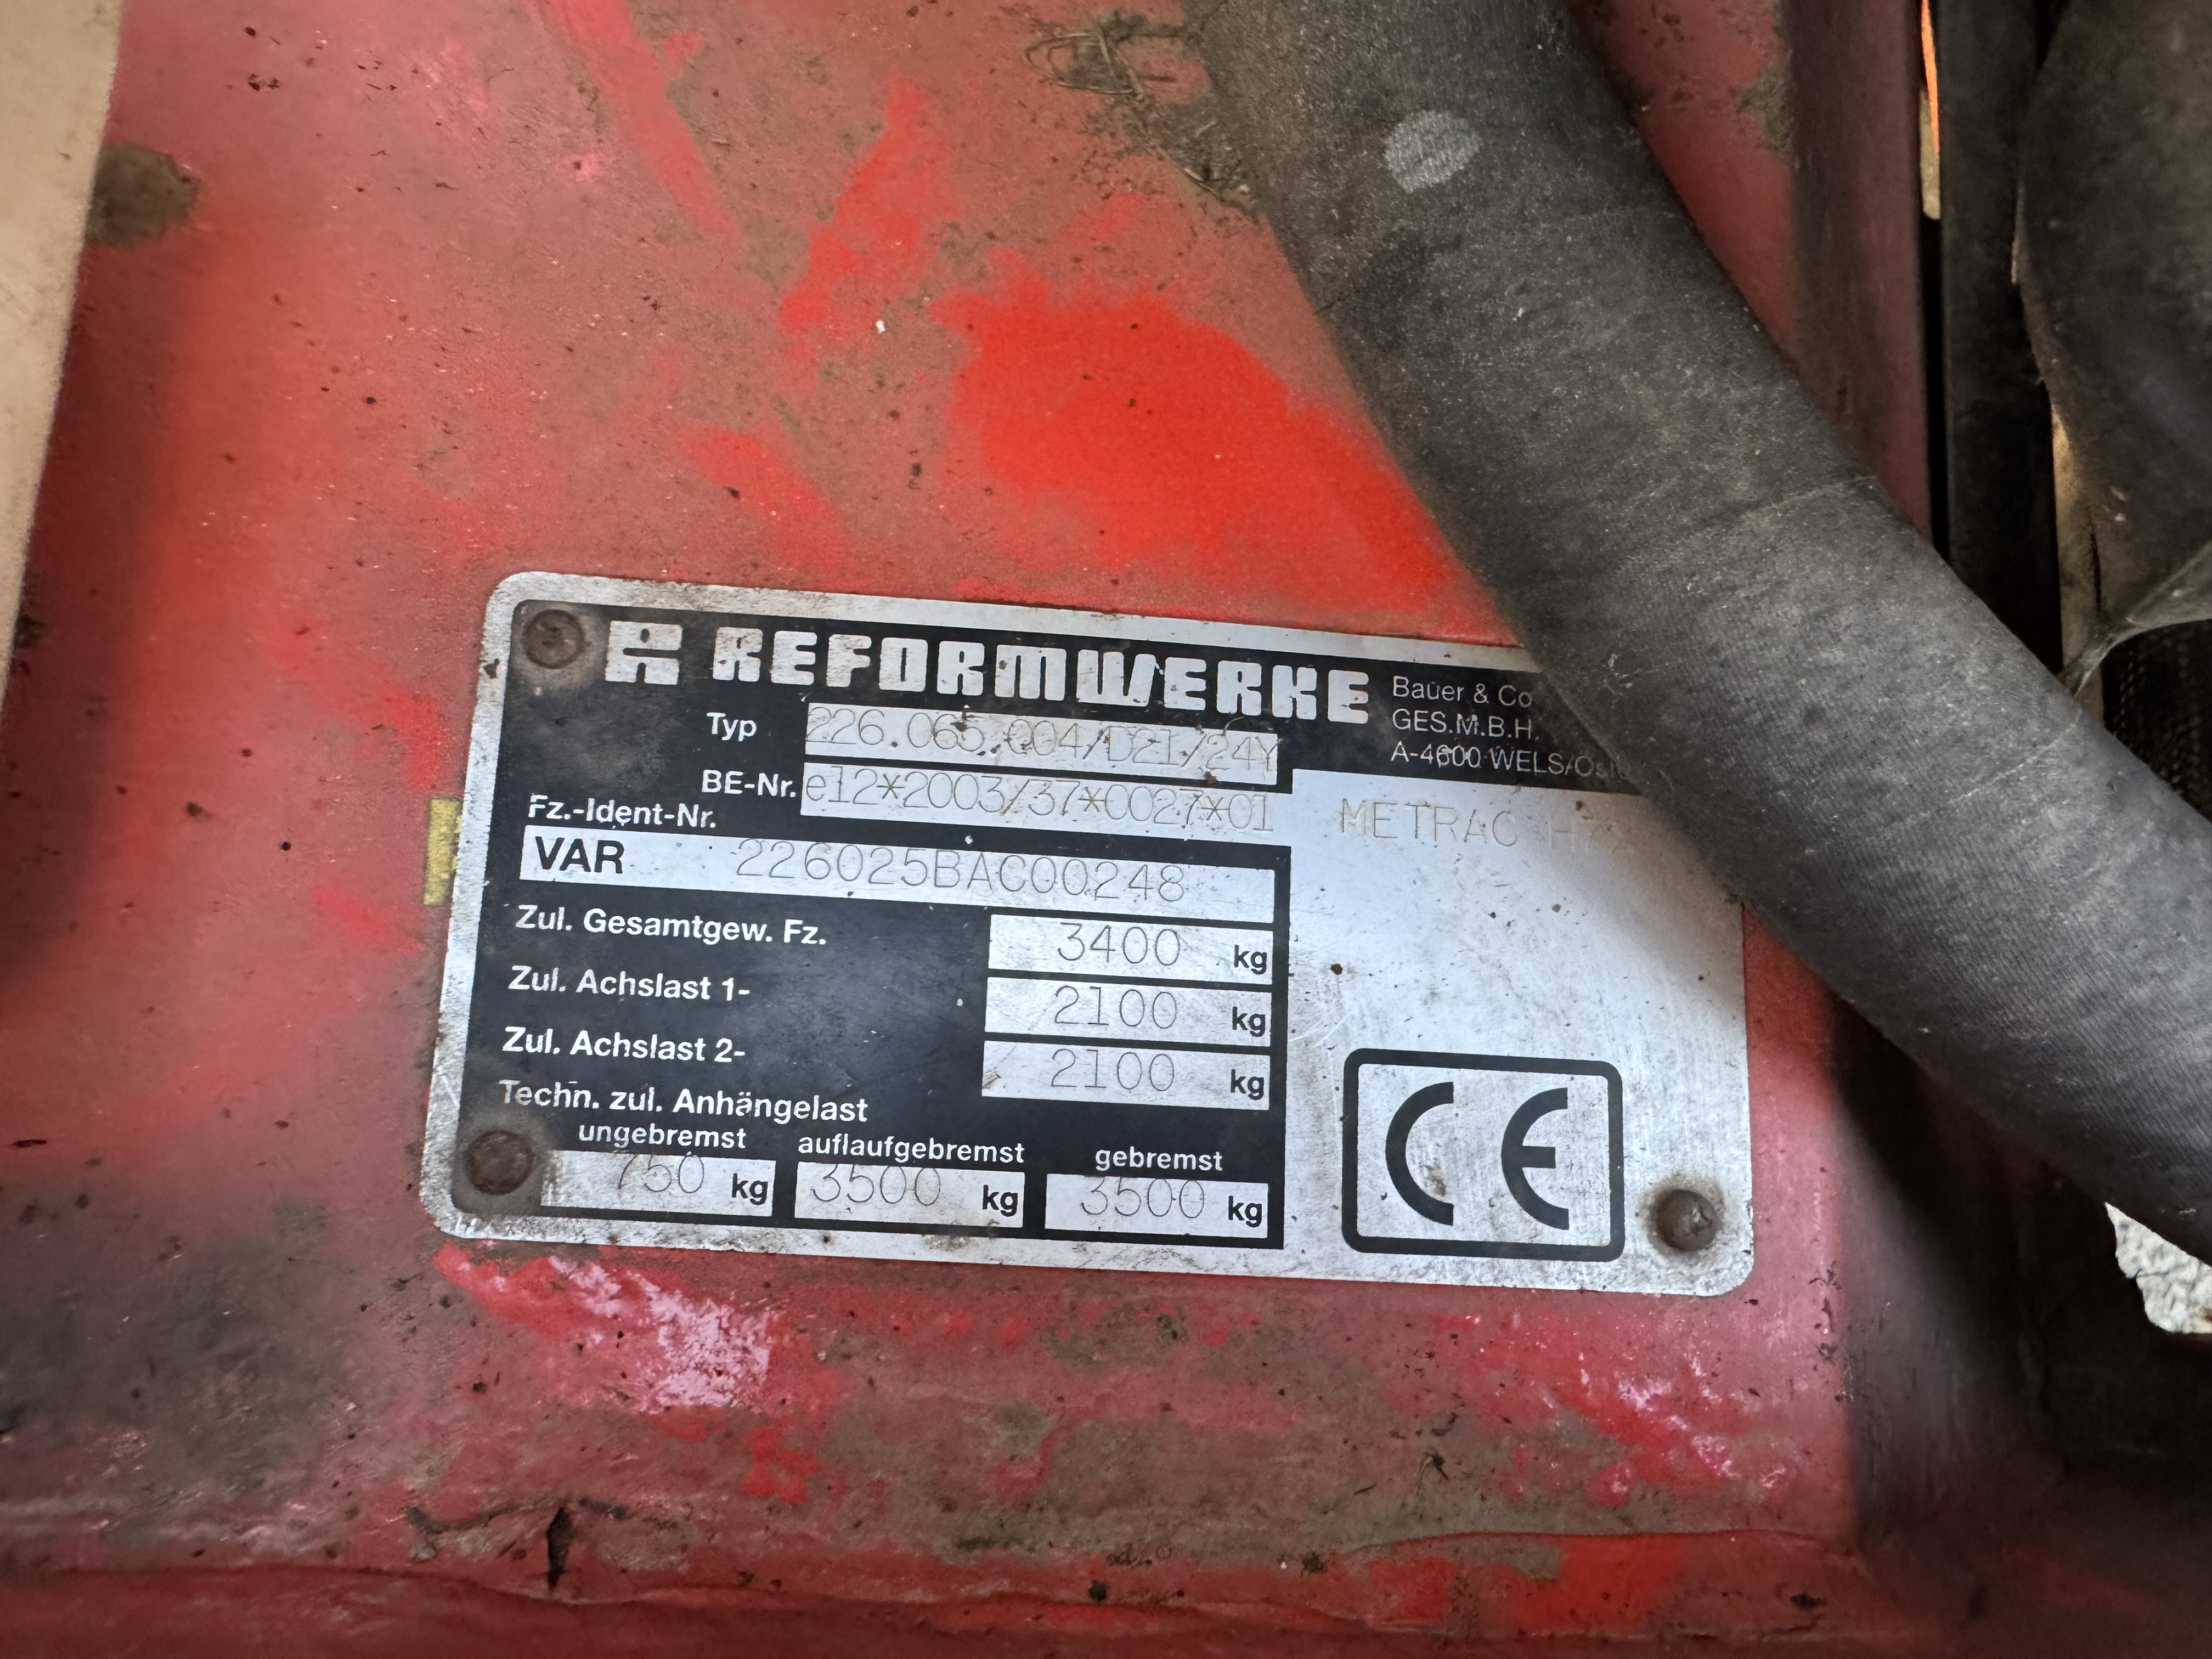 REFORMWERKE
Bauer & Co
GES.M.B.H.
A-4600 WELS/Öst
Typ 226.065.004/D21/24Y
BE-Nr. e12*2003/37*0027*01
METRAC
Fz.-Ident-Nr.
VAR 226025BAC00248
Zul. Gesamtgew. Fz. 3400 kg
Zul. Achslast 1- 2100 kg
Zul. Achslast 2- 2100 kg
Techn. zul. Anhängelast
ungebremst auflaufgebremst gebremst
750 kg 3500 kg 3500 kg
CE